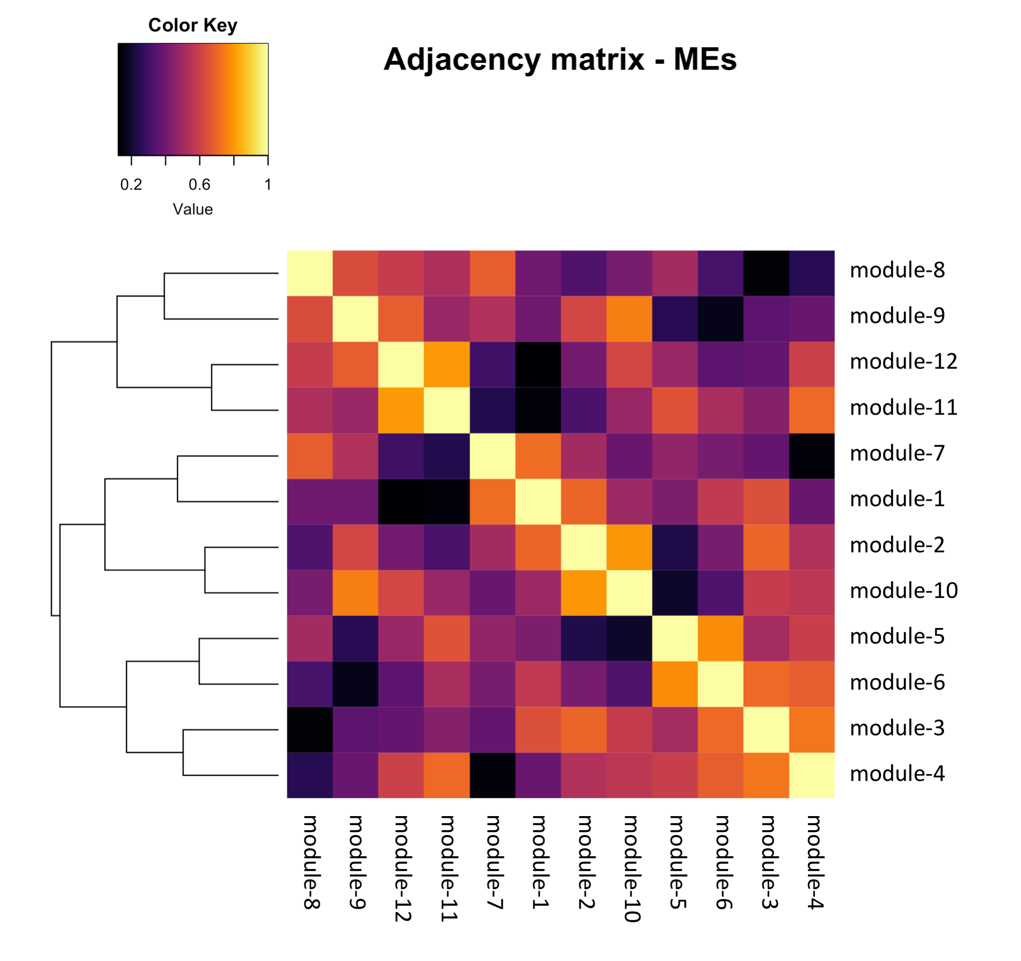 Color Key
Adjacency matrix - MEs
0.2 0.6 1
Value
module-8
module-9
module-12
module-11
module-7
module-1
module-2
module-10
module-5
module-6
module-3
module-4
module-8
module-9
module-12
module-11
module-7
module-1
module-2
module-10
module-5
module-6
module-3
module-4